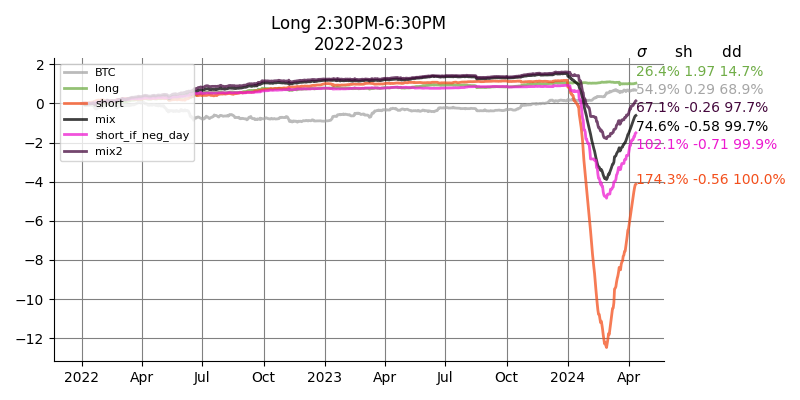 Long 2:30PM-6:30PM
2022-2023
σ sh dd
26.4% 1.97 14.7%
54.9% 0.29 68.9%
67.1% -0.26 97.7%
74.6% -0.58 99.7%
102.1% -0.71 99.9%
174.3% -0.56 100.0%
BTC
long
short
mix
short_if_neg_day
mix2
2
0
−2
−4
−6
−8
−10
−12
2022 Apr Jul Oct 2023 Apr Jul Oct 2024 Apr